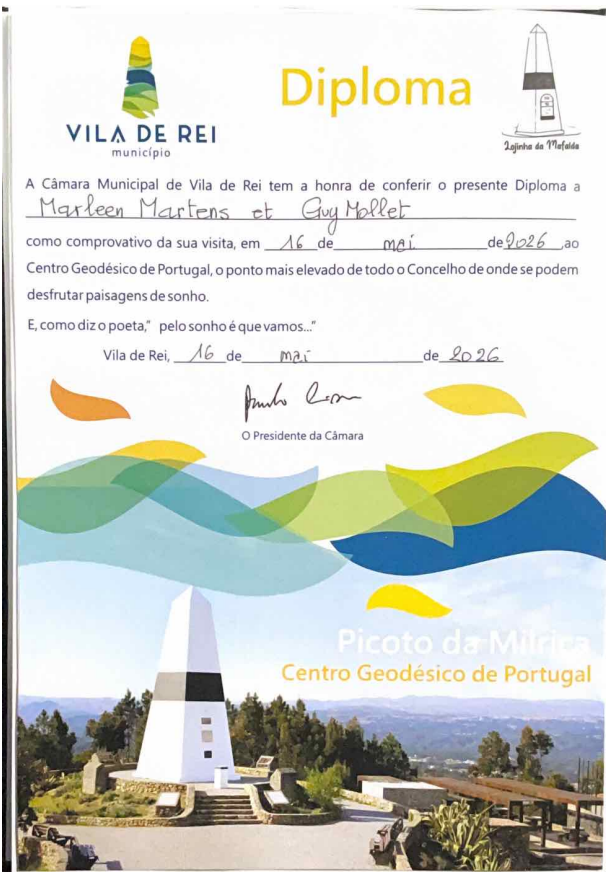 Diploma
VILA DE REI
município
Lojinha da Mafalda
A Câmara Municipal de Vila de Rei tem a honra de conferir o presente Diploma a
Marleen Martens et Guy Mollet
como comprovativo da sua visita, em 16 de mai de 2026 ,ao
Centro Geodésico de Portugal, o ponto mais elevado de todo o Concelho de onde se podem
desfrutar paisagens de sonho.
E, como diz o poeta," pelo sonho é que vamos..."
Vila de Rei, 16 de mai de 2026
O Presidente da Câmara
Picoto da Milriça
Centro Geodésico de Portugal